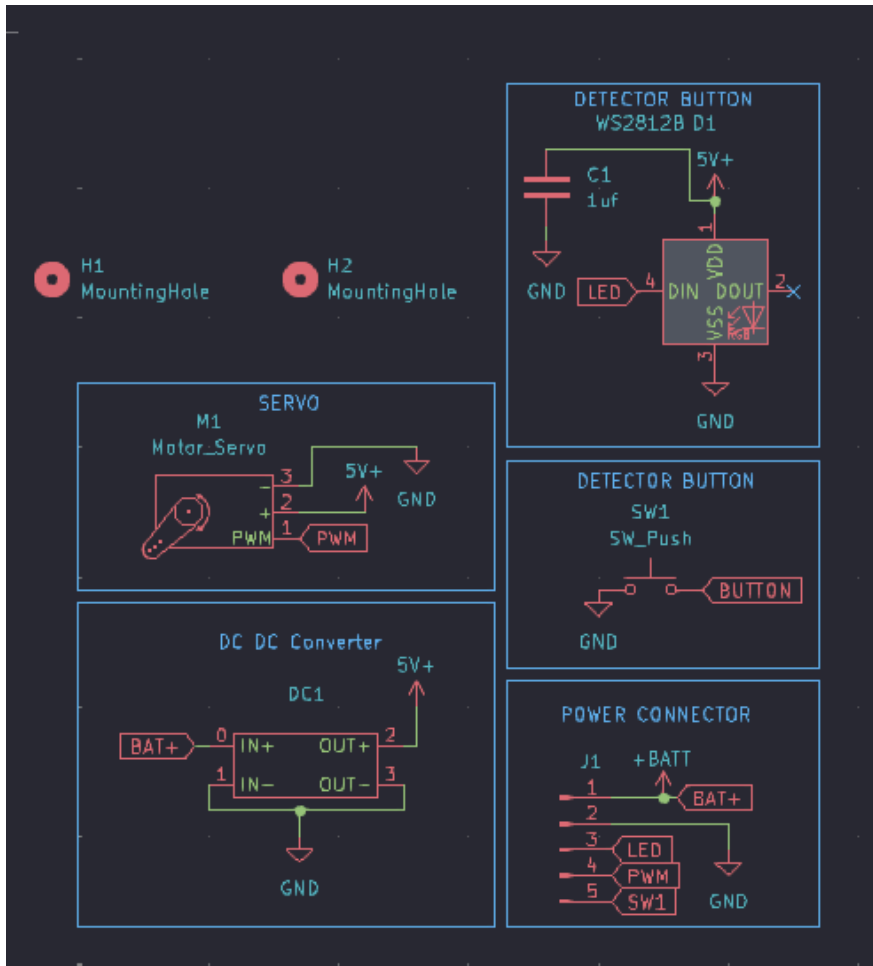 DETECTOR BUTTON
WS2812B D1
5V+
C1
1uf
1
VDD
GND
LED
4
DIN
DOUT
2
VSS
RGB
3
GND
H1
MountingHole
H2
MountingHole
SERVO
M1
Motor_Servo
3
-
5V+
GND
2
+
PWM
1
PWM
DETECTOR BUTTON
SW1
SW_Push
BUTTON
GND
DC DC Converter
5V+
DC1
BAT+
0
IN+
OUT+
2
1
IN-
OUT-
3
GND
POWER CONNECTOR
J1
+BATT
1
BAT+
2
3
LED
4
PWM
5
SW1
GND